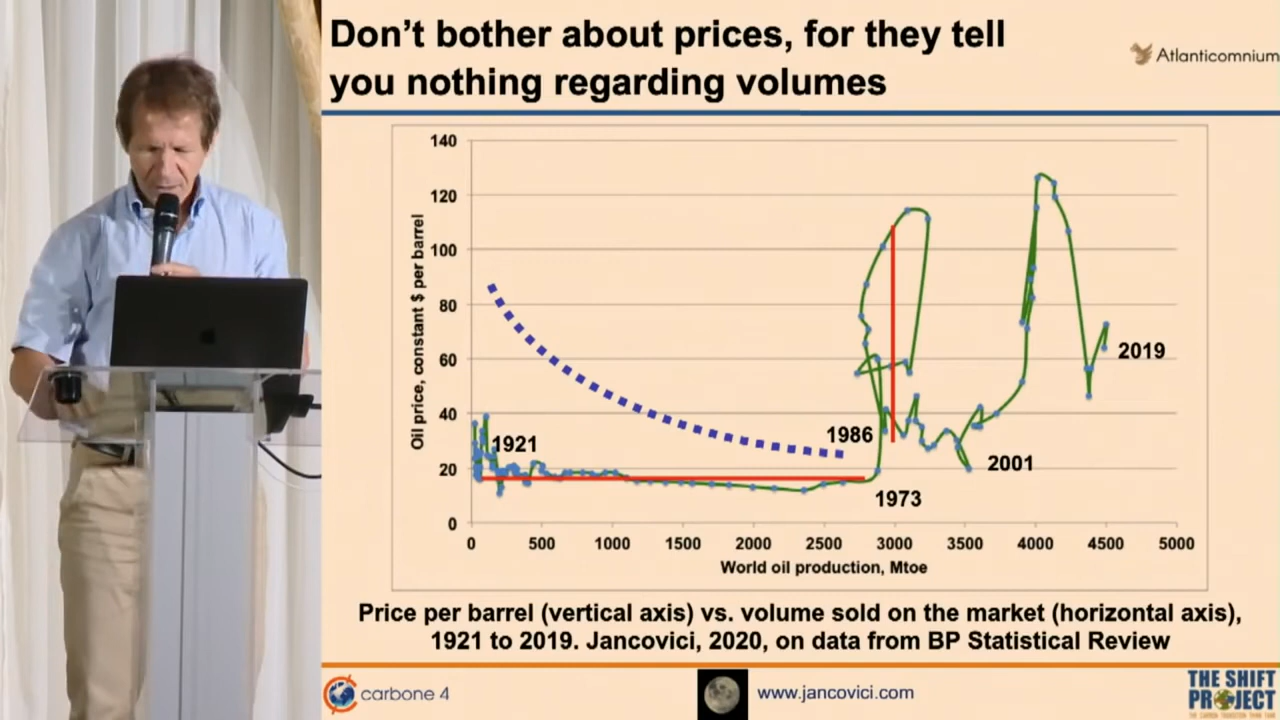 Don't bother about prices, for they tell
you nothing regarding volumes
Atlanticomnium
140
120
100
80
60
40
20
0
Oil price, constant $ per barrel
1921
1986
1973
2001
2019
0 500 1000 1500 2000 2500 3000 3500 4000 4500 5000
World oil production, Mtoe
Price per barrel (vertical axis) vs. volume sold on the market (horizontal axis),
1921 to 2019. Jancovici, 2020, on data from BP Statistical Review
carbone 4
www.jancovici.com
THE SHIFT
PROJECT